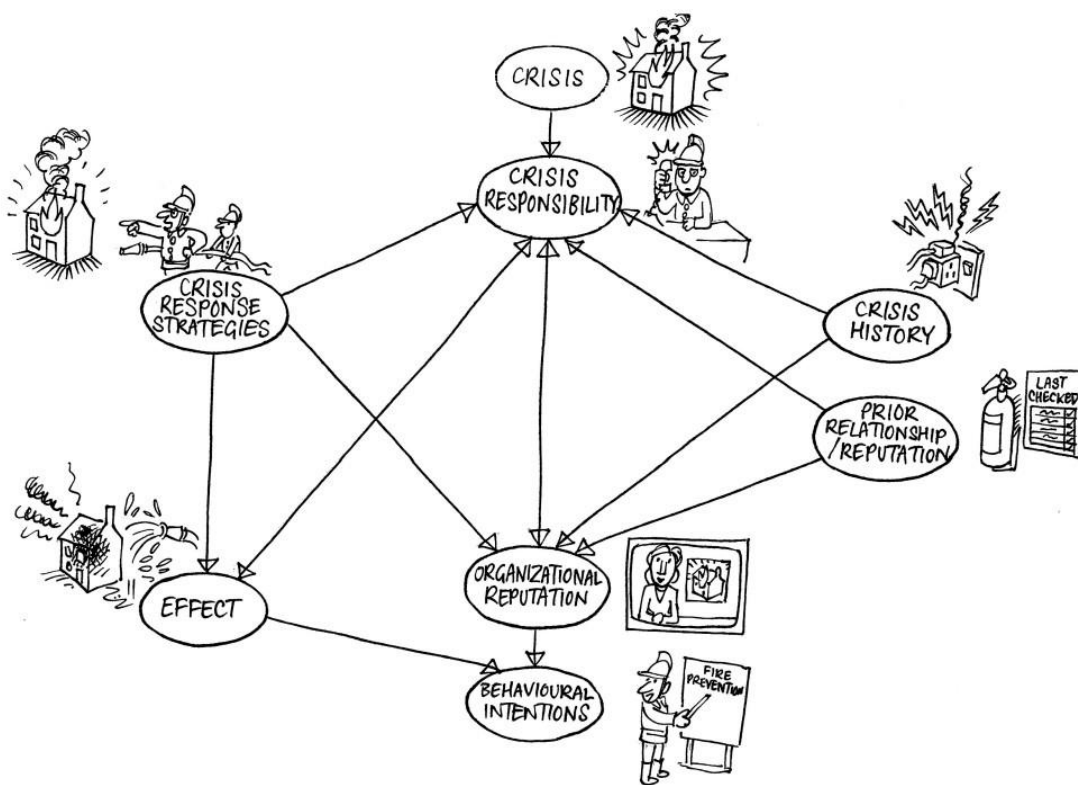 CRISIS
CRISIS
RESPONSIBILITY
CRISIS
RESPONSE
STRATEGIES
CRISIS
HISTORY
LAST
CHECKED
PRIOR
RELATIONSHIP
/REPUTATION
EFFECT
ORGANIZATIONAL
REPUTATION
BEHAVIOURAL
INTENTIONS
FIRE
PREVENTION